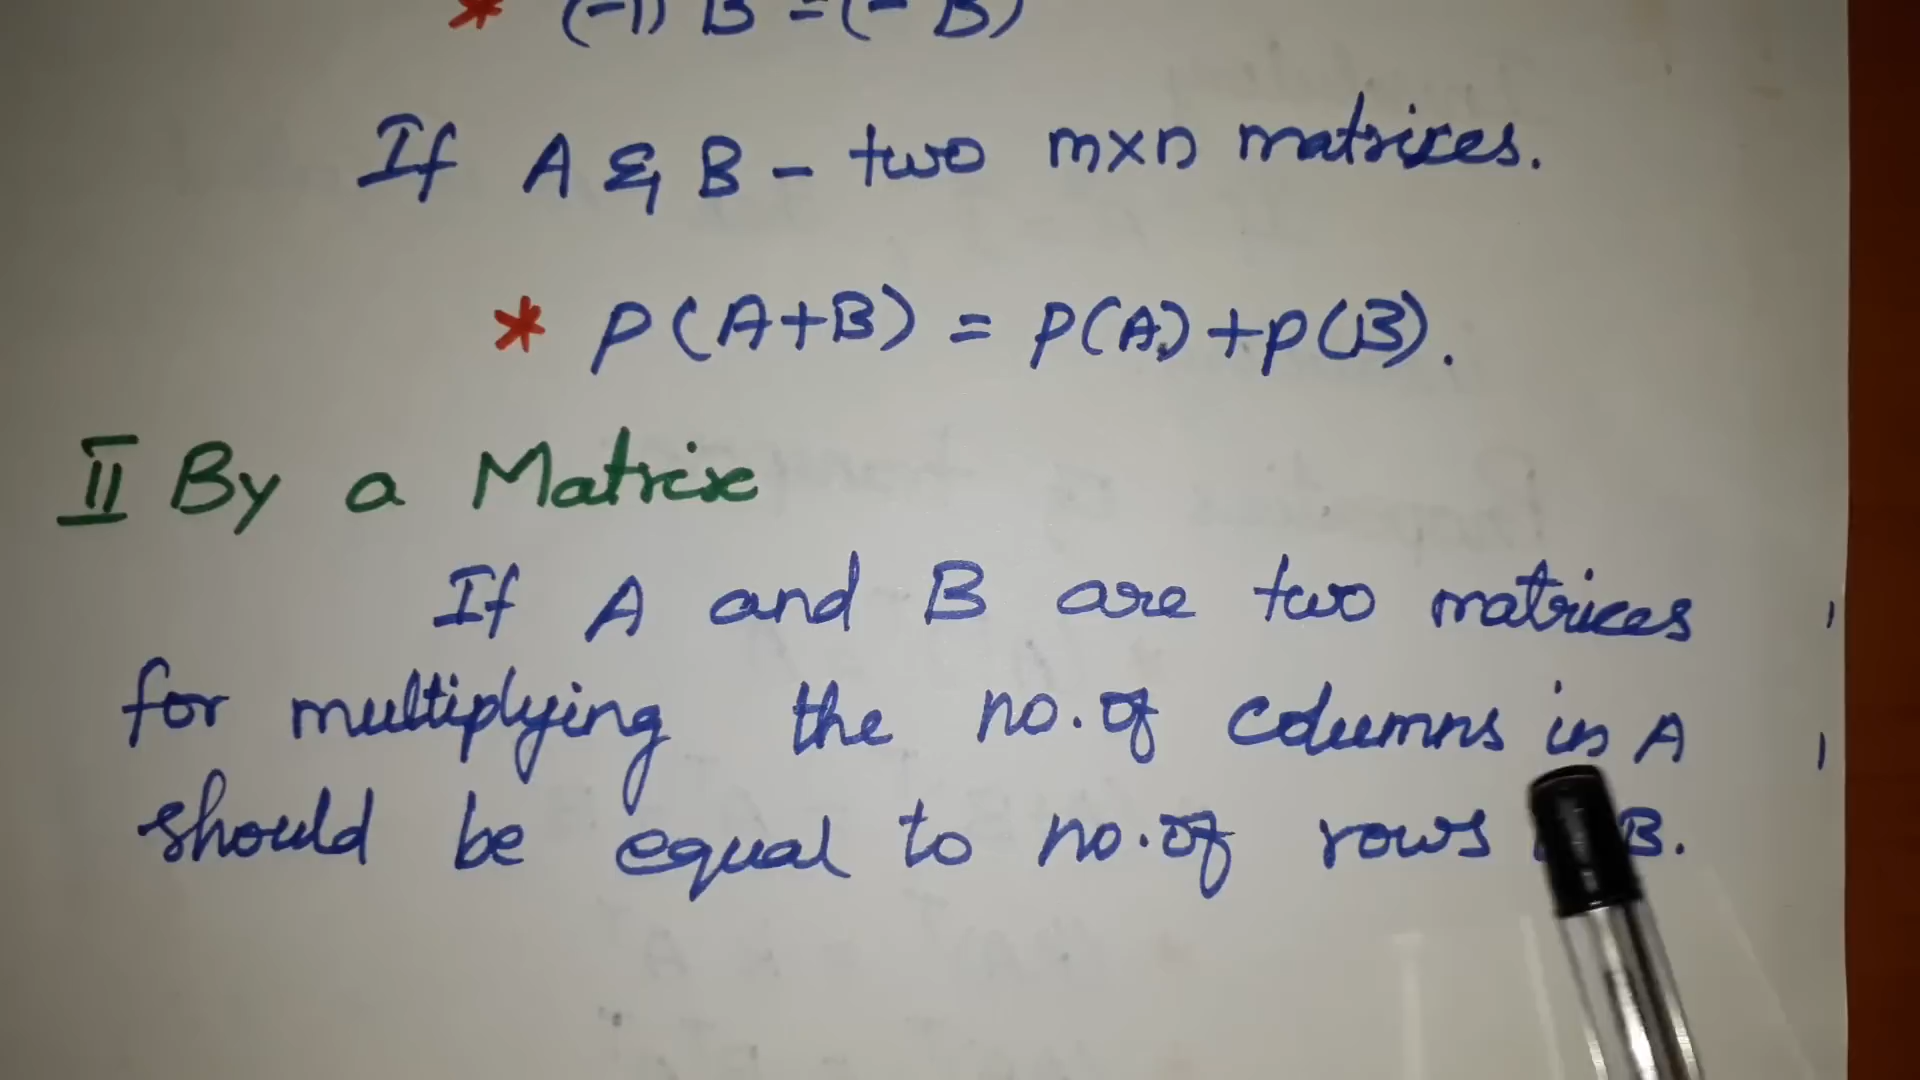 * (-1) B = (- B)
If A & B - two m×n matrices.
* P(A+B) = P(A)+P(B).
II By a Matrix
If A and B are two matrices
for multiplying the no. of columns in A
should be equal to no. of rows B.